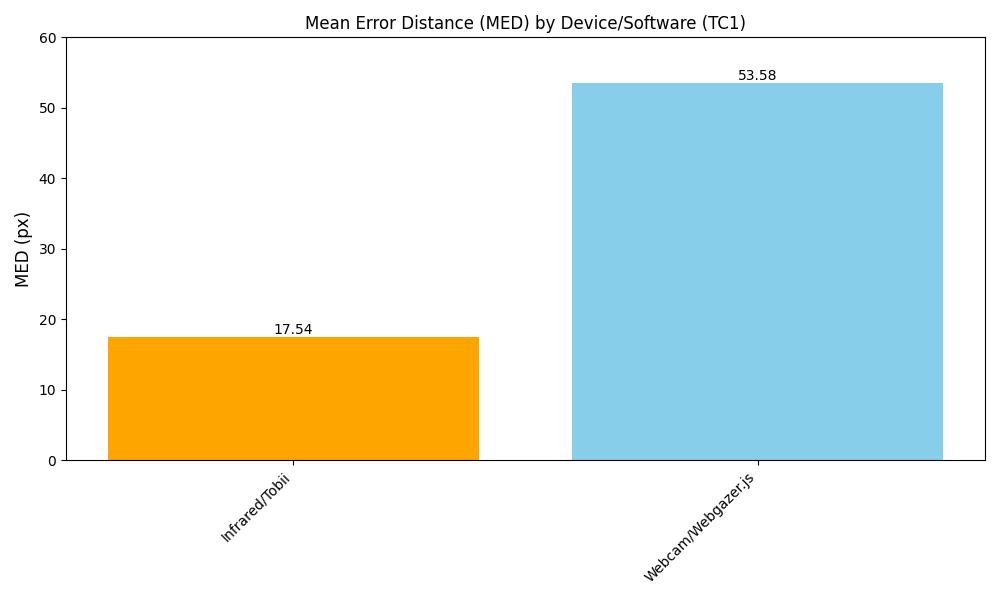 Mean Error Distance (MED) by Device/Software (TC1)
MED (px)
60
50
40
30
20
10
0
17.54
53.58
Infrared/Tobii
Webcam/Webgazer.js